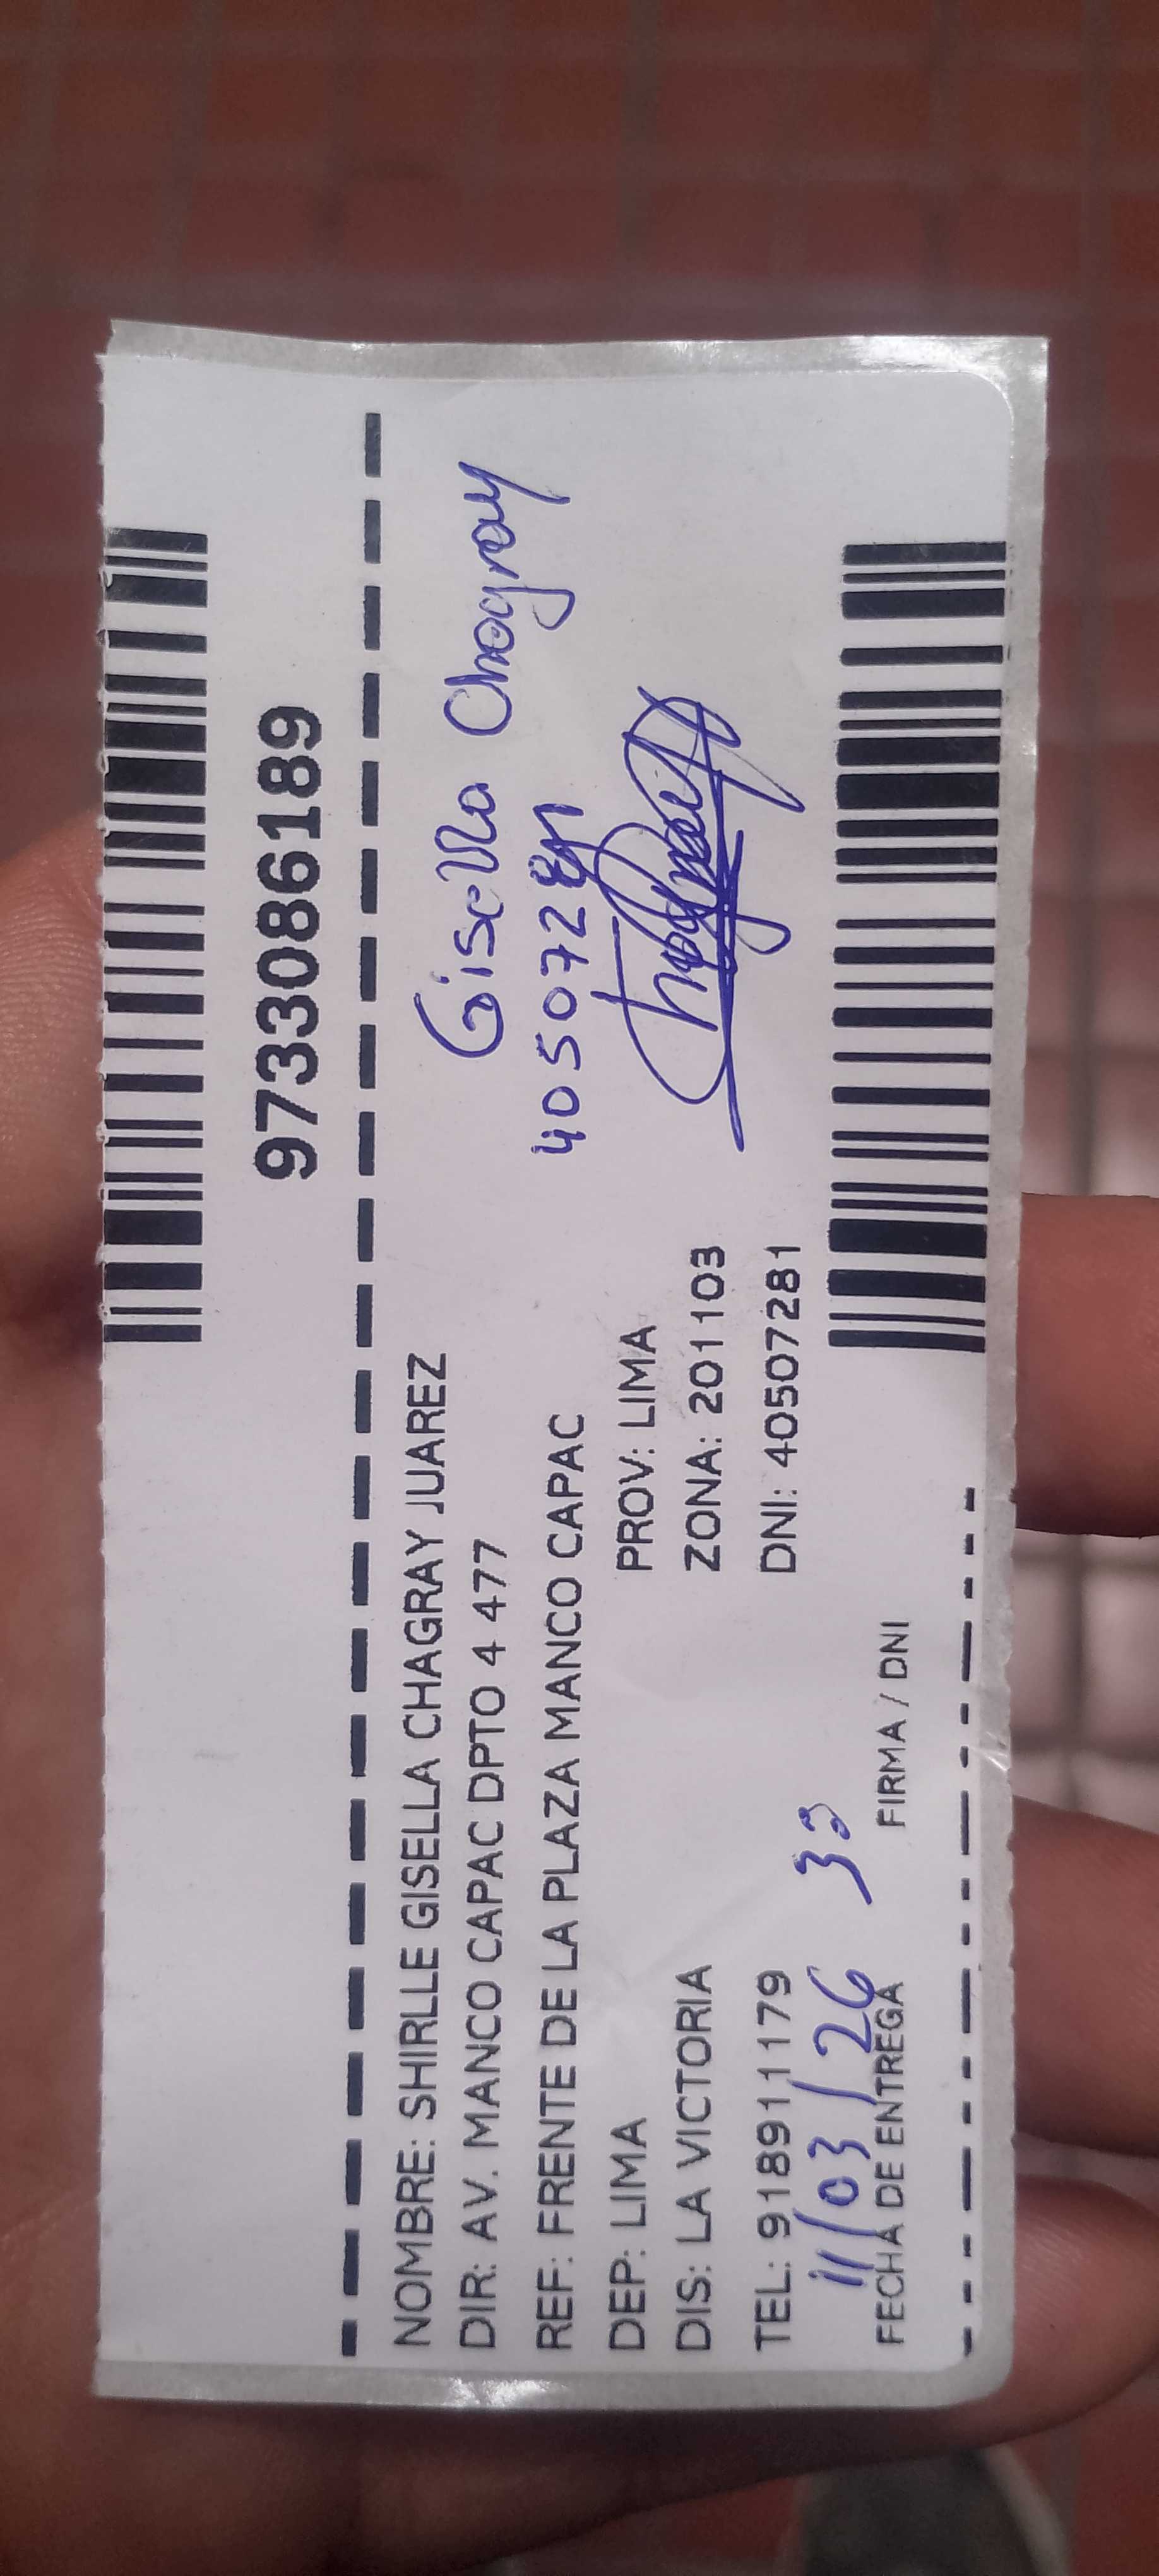 9733086189
NOMBRE: SHIRLLE GISELLA CHAGRAY JUAREZ
DIR: AV. MANCO CAPAC DPTO 4 477
REF: FRENTE DE LA PLAZA MANCO CAPAC
DEP: LIMA PROV: LIMA
DIS: LA VICTORIA ZONA: 201103
TEL: 918911179 DNI: 40507281
Gisella Chagray
40507281
11/03/26
FECHA DE ENTREGA FIRMA / DNI